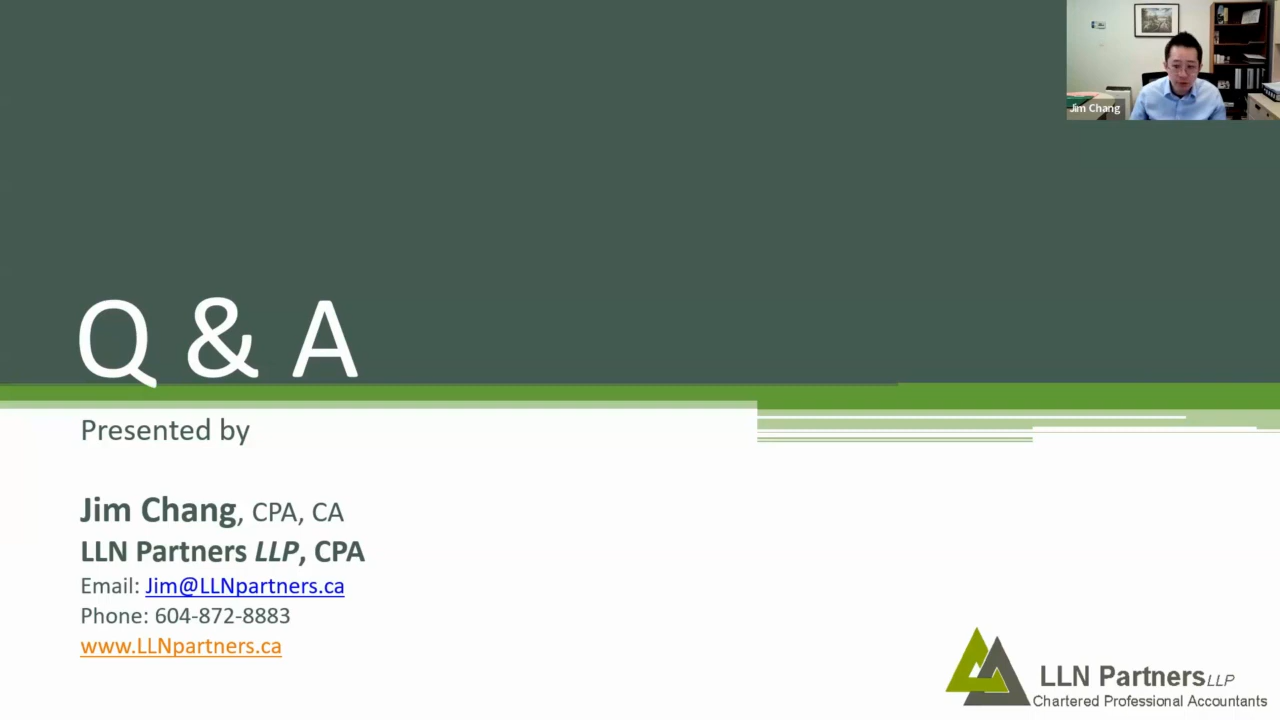 Jim Chang
Q & A
Presented by
Jim Chang, CPA, CA
LLN Partners LLP, CPA
Email: Jim@LLNpartners.ca
Phone: 604-872-8883
www.LLNpartners.ca
LLN Partners LLP
Chartered Professional Accountants